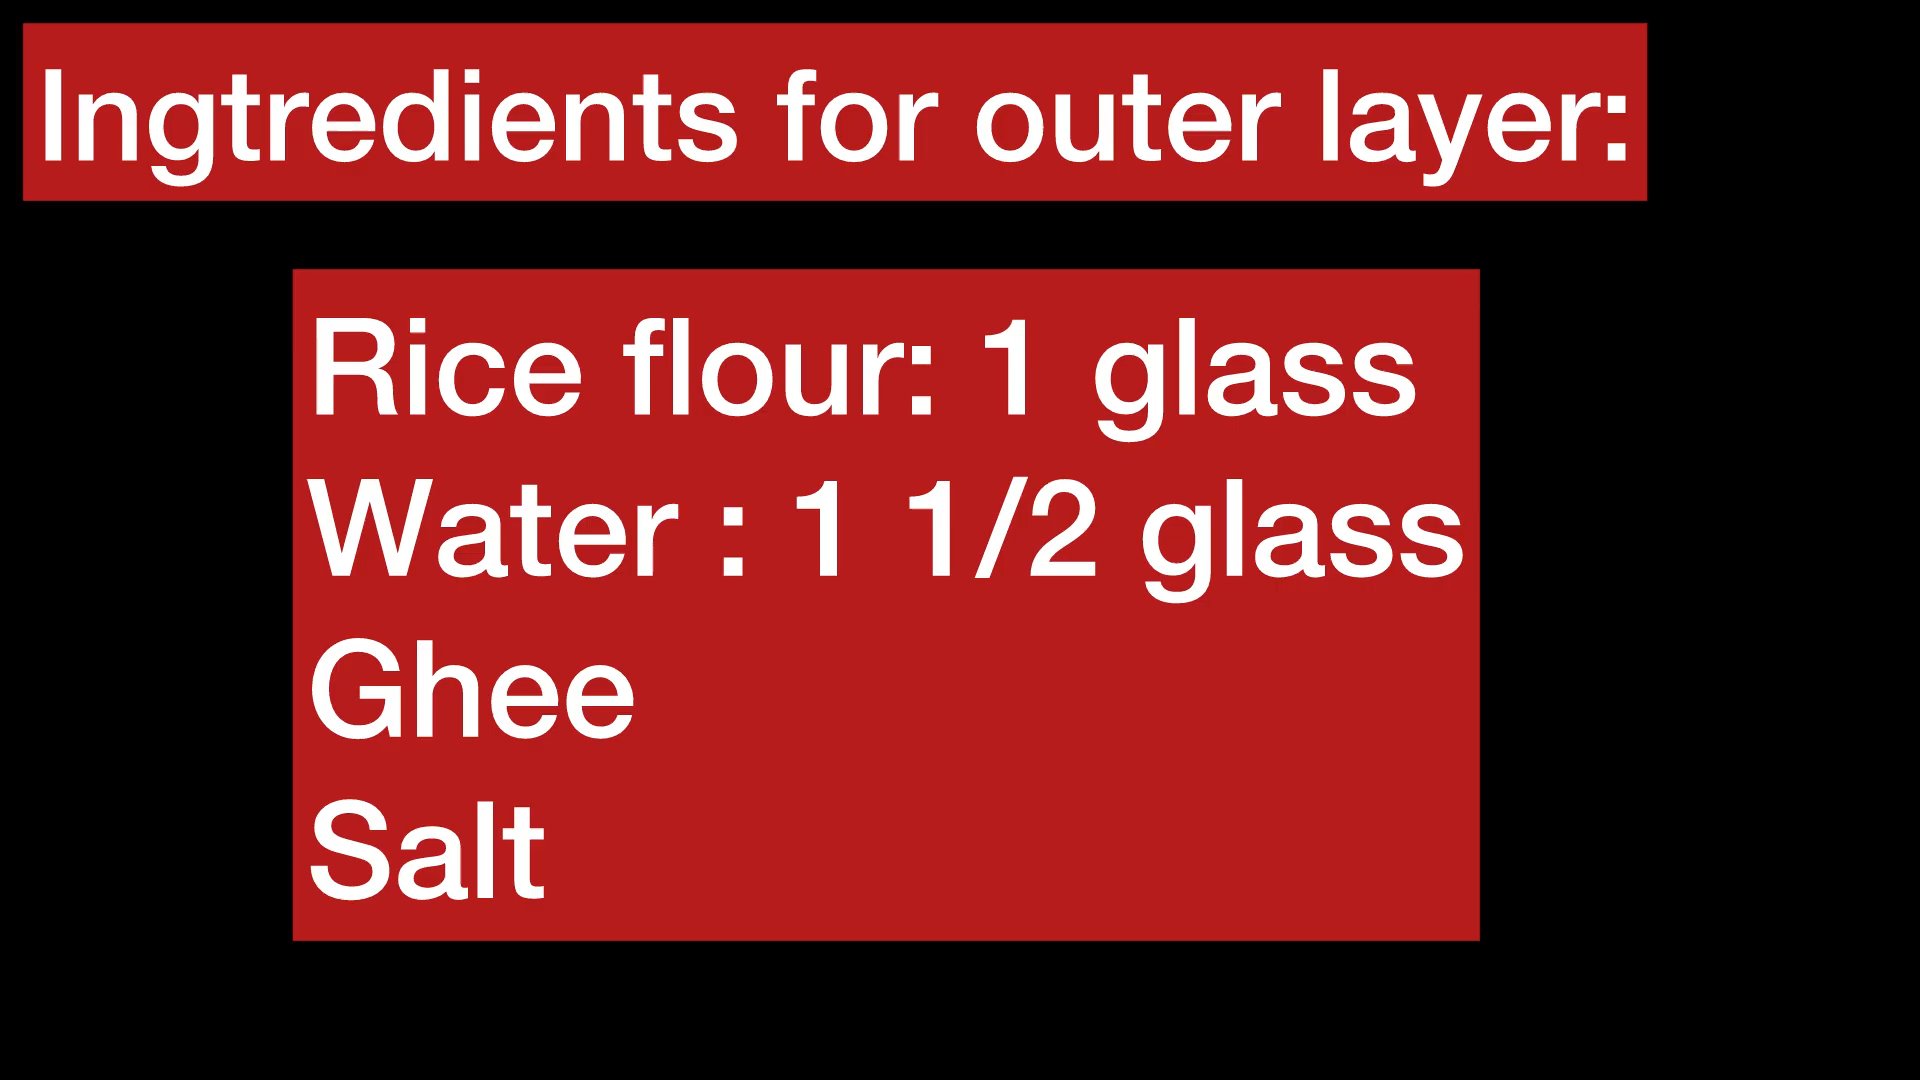 Ingtredients for outer layer:
Rice flour: 1 glass
Water : 1 1/2 glass
Ghee
Salt